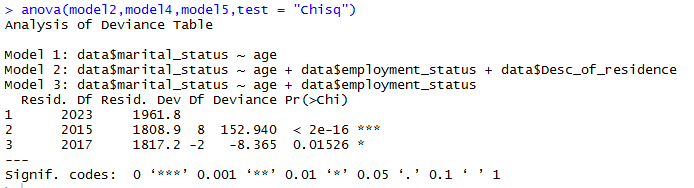 > anova(model2,model4,model5,test = "Chisq")
Analysis of Deviance Table

Model 1: data$marital_status ~ age
Model 2: data$marital_status ~ age + data$employment_status + data$Desc_of_residence
Model 3: data$marital_status ~ age + data$employment_status
  Resid. Df Resid. Dev Df Deviance Pr(>Chi)
1      2023     1961.8
2      2015     1808.9  8  152.940  < 2e-16 ***
3      2017     1817.2 -2   -8.365  0.01526 *
---
Signif. codes:  0 ‘***’ 0.001 ‘**’ 0.01 ‘*’ 0.05 ‘.’ 0.1 ‘ ’ 1